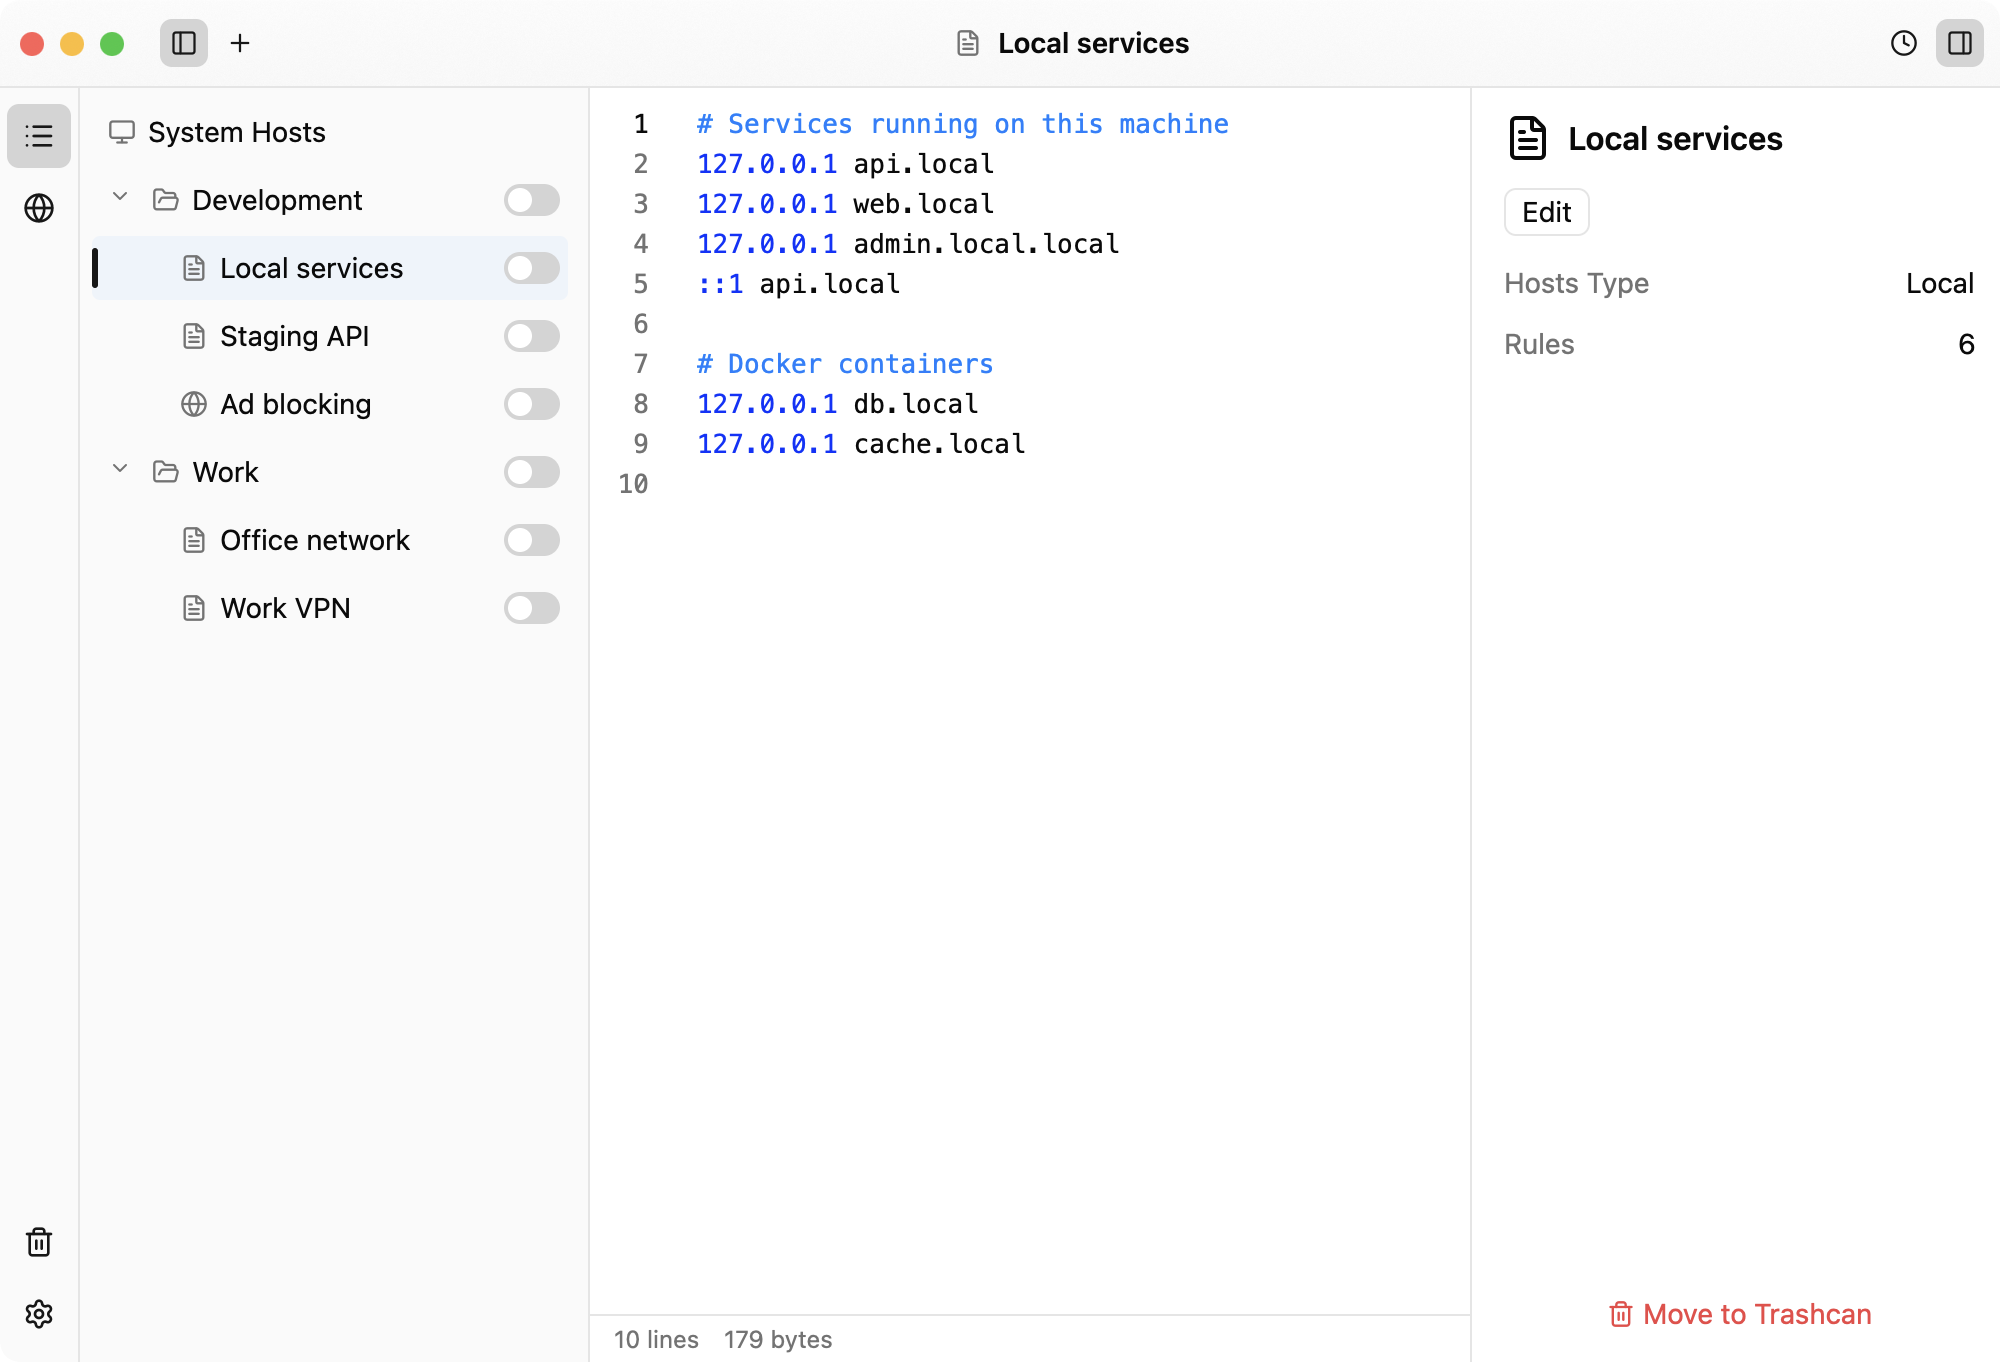 Local services
System Hosts
Development
Local services
Staging API
Ad blocking
Work
Office network
Work VPN
1 # Services running on this machine
2 127.0.0.1 api.local
3 127.0.0.1 web.local
4 127.0.0.1 admin.local.local
5 ::1 api.local
6
7 # Docker containers
8 127.0.0.1 db.local
9 127.0.0.1 cache.local
10
10 lines 179 bytes
Local services
Edit
Hosts Type Local
Rules 6
Move to Trashcan